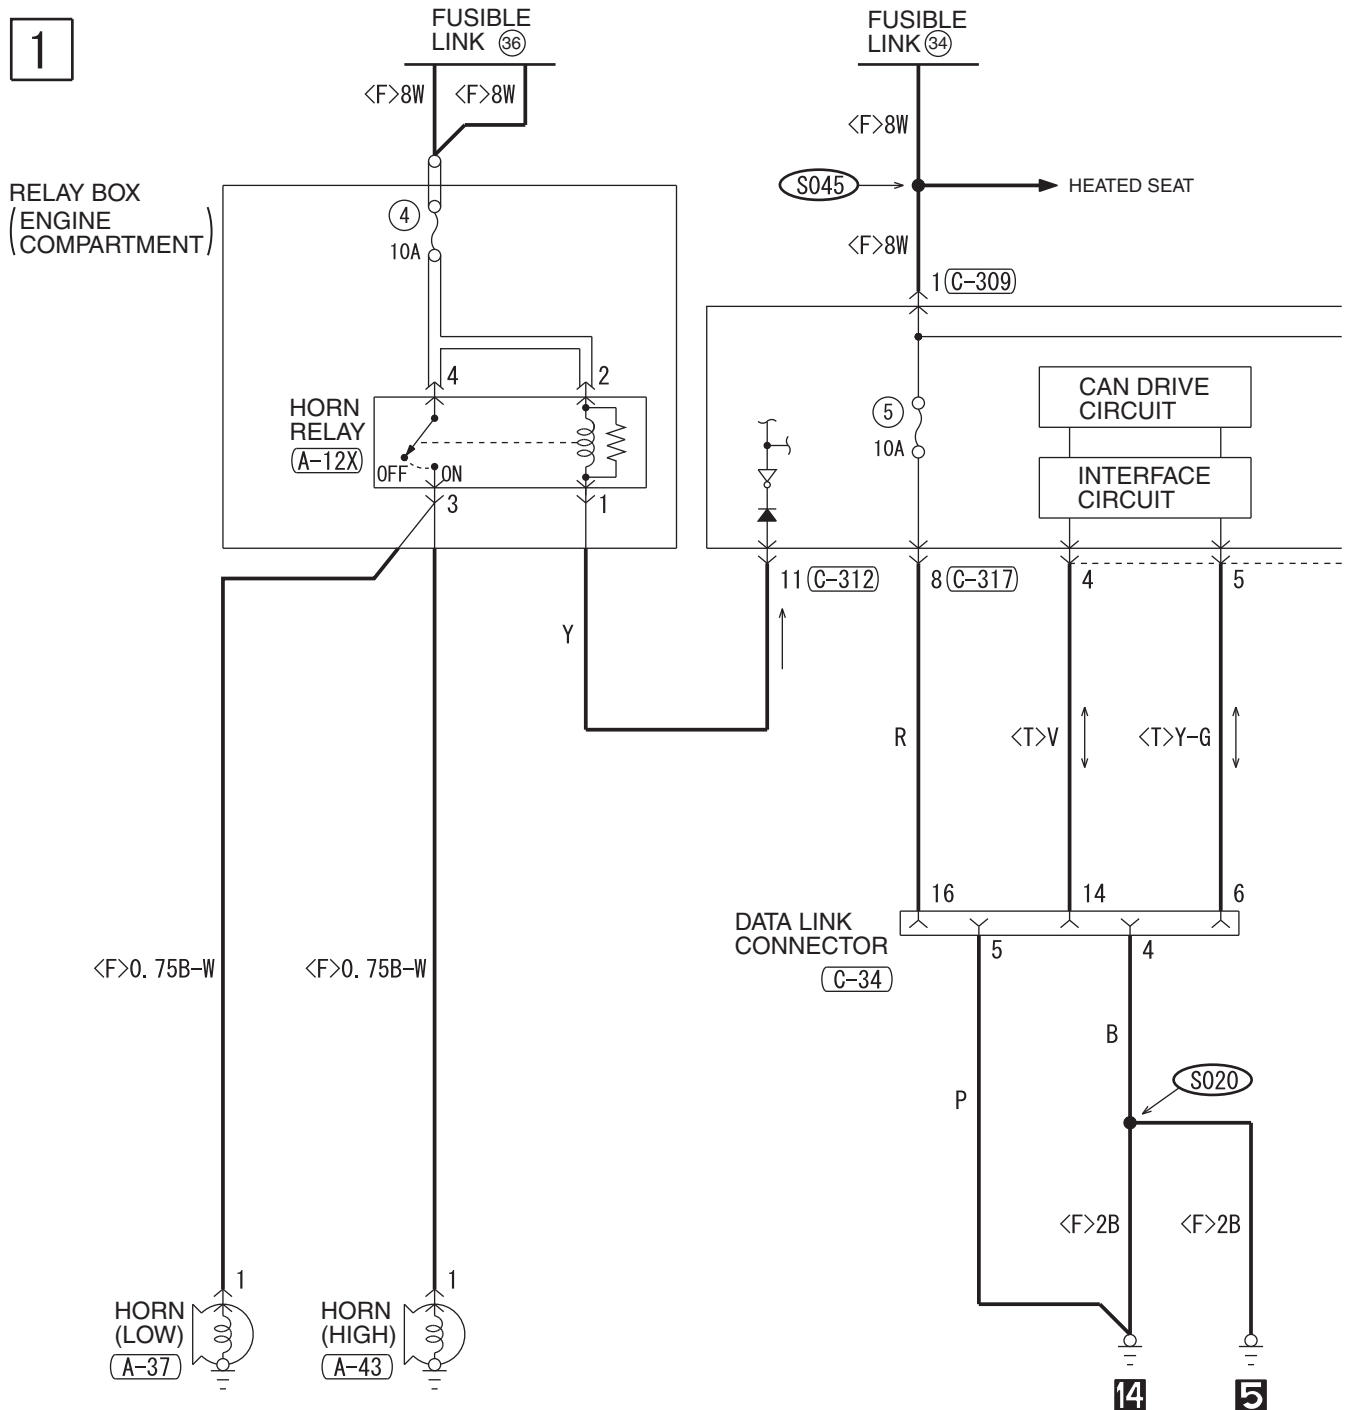 1
FUSIBLE
LINK 36
FUSIBLE
LINK 34
<F>8W
<F>8W
<F>8W
S045
HEATED SEAT
<F>8W
RELAY BOX
(ENGINE
COMPARTMENT)
4
10A
1 C-309
4
2
HORN
RELAY
A-12X
OFF
ON
3
1
5
10A
CAN DRIVE
CIRCUIT
INTERFACE
CIRCUIT
11 C-312
8 C-317
4
5
Y
R
<T>V
<T>Y-G
16
14
6
DATA LINK
CONNECTOR
C-34
5
4
<F>0.75B-W
<F>0.75B-W
B
P
S020
<F>2B
<F>2B
1
1
HORN
(LOW)
A-37
HORN
(HIGH)
A-43
14
5